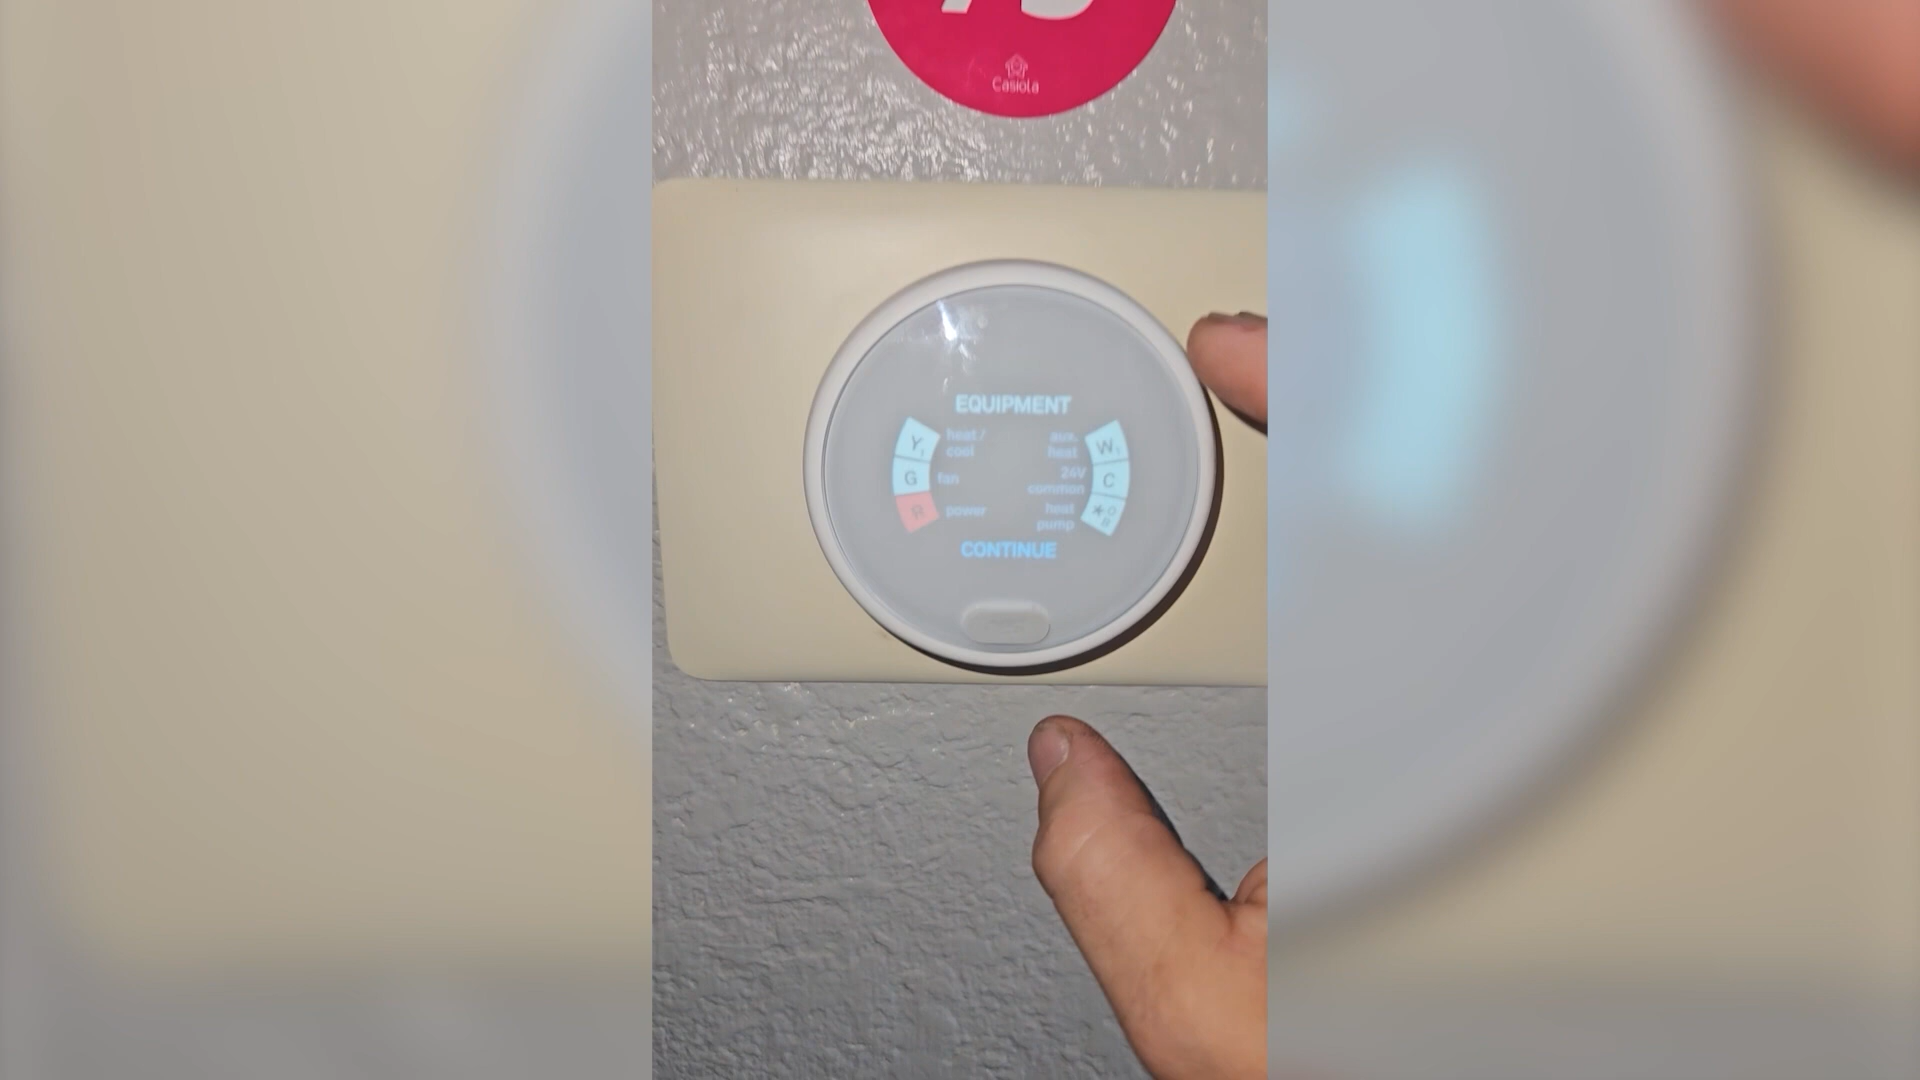 Casiola
EQUIPMENT
Y1 heat / cool
G fan
R power
aux. heat W1
24V common C
heat pump * O B
CONTINUE